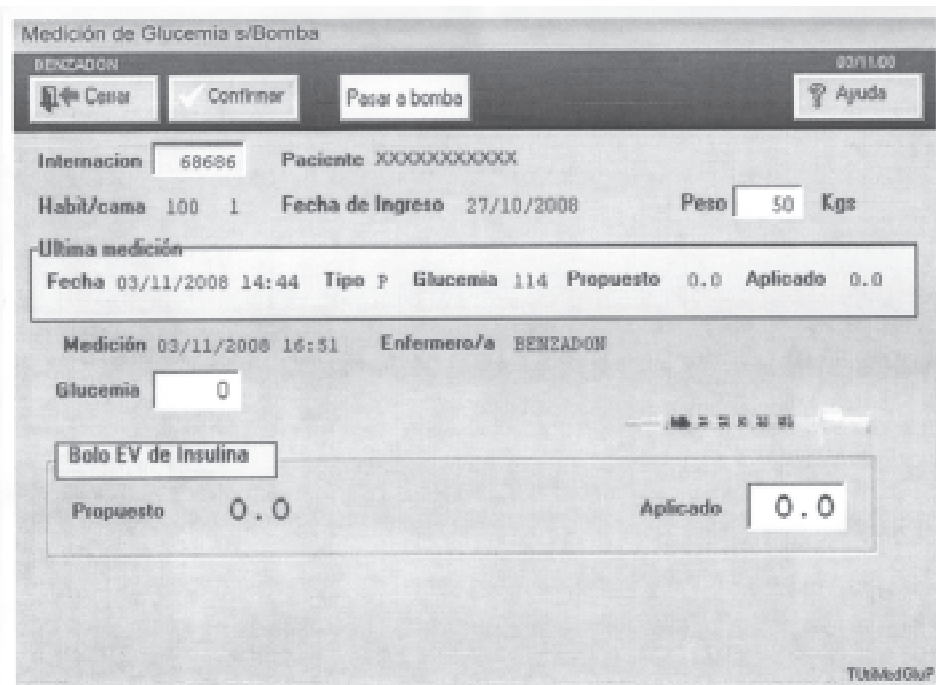 Medición de Glucemia s/Bomba
BENZADON 03/11/00
Cerrar Confirmar Pasar a bomba Ayuda
Internacion 68686 Paciente XXXXXXXXXXXX
Habit/cama 100 1 Fecha de Ingreso 27/10/2008 Peso 50 Kgs
Ultima medición
Fecha 03/11/2008 14:44 Tipo P Glucemia 114 Propuesto 0.0 Aplicado 0.0
Medición 03/11/2008 16:51 Enfermero/a BENZADON
Glucemia 0
Bolo EV de Insulina
Propuesto 0.0 Aplicado 0.0